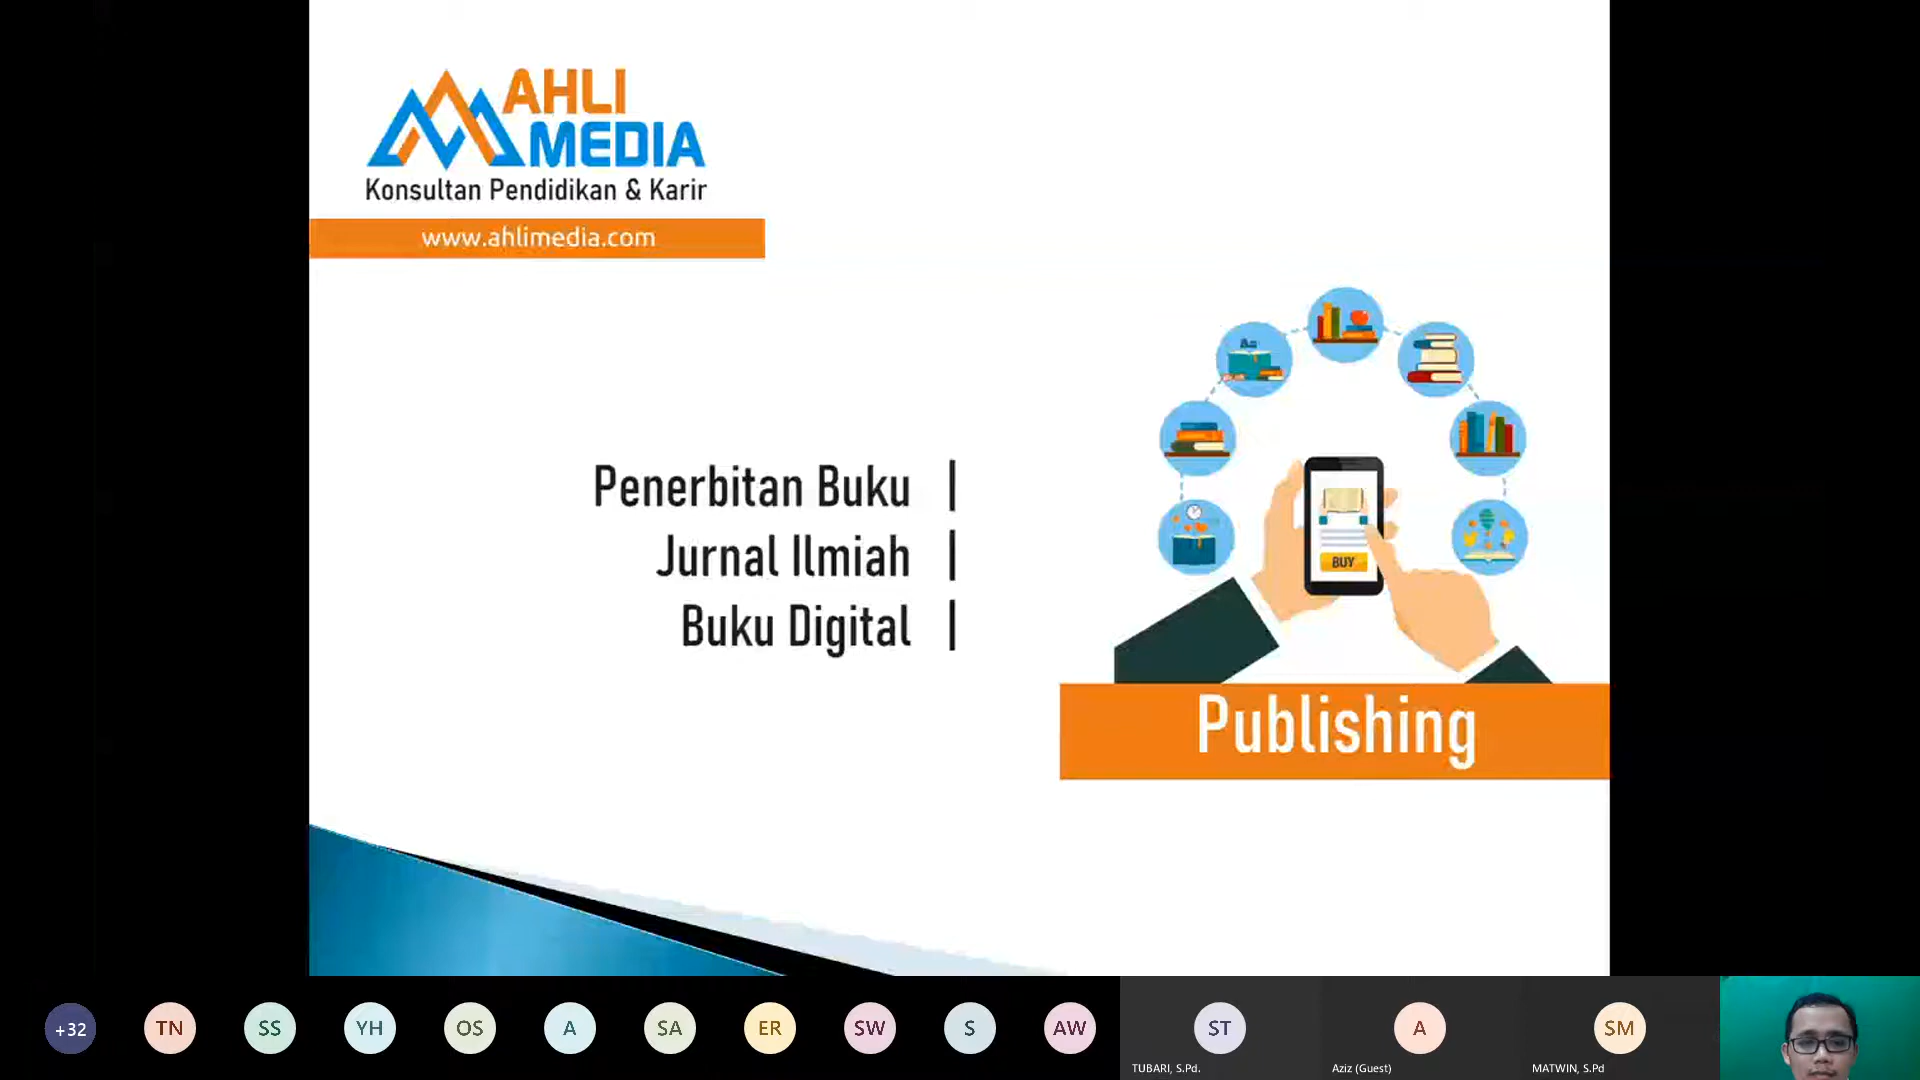 AHLI
MEDIA
Konsultan Pendidikan & Karir
www.ahlimedia.com
Penerbitan Buku |
Jurnal Ilmiah |
Buku Digital |
BUY
Publishing
+32
TN
SS
YH
OS
A
SA
ER
SW
S
AW
ST
A
SM
TUBARI, S.Pd.
Aziz (Guest)
MATWIN, S.Pd